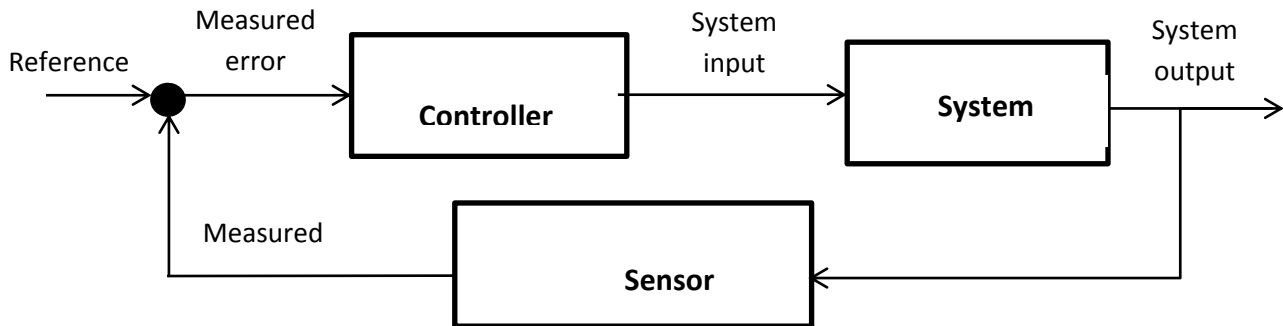 Reference
Measured
error
Controller
System
input
System
System
output
Measured
Sensor